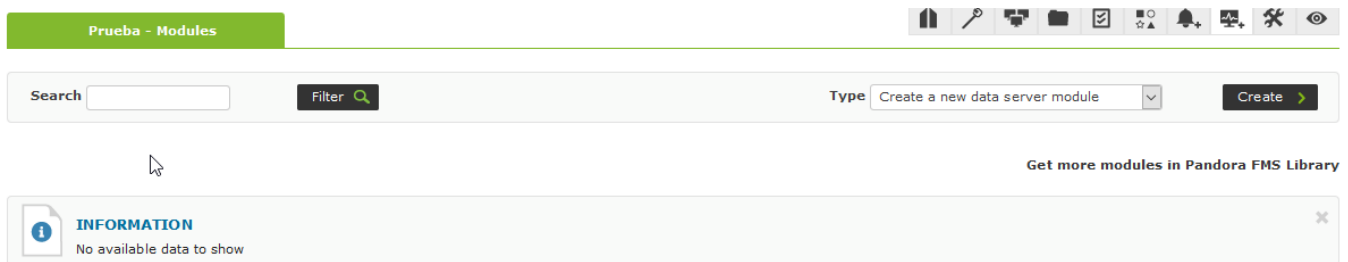 Prueba - Modules
Search
Filter
Type
Create a new data server module
Create
Get more modules in Pandora FMS Library
INFORMATION
No available data to show